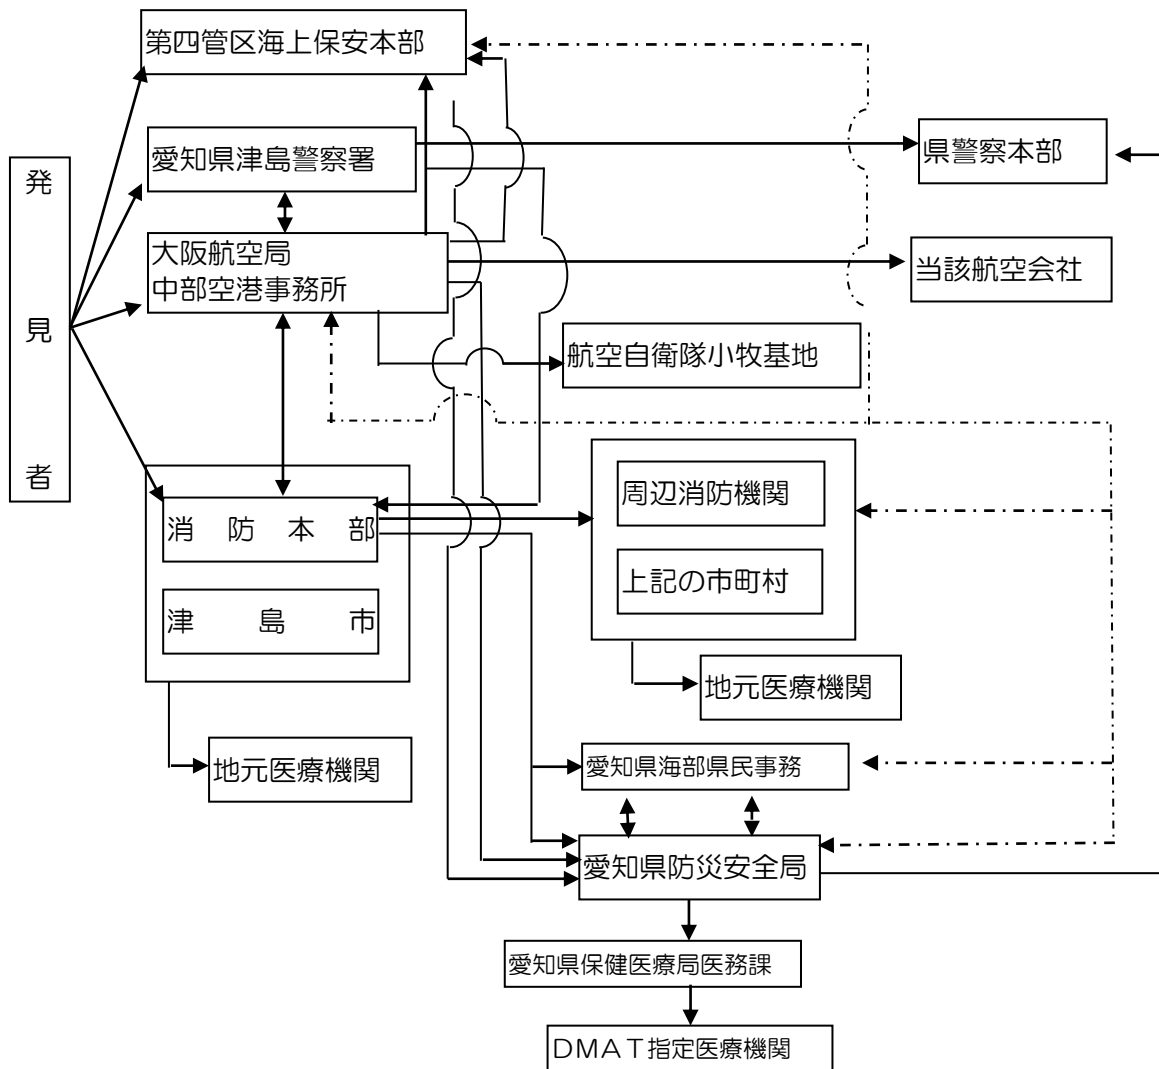 第四管区海上保安本部
愛知県津島警察署
県警察本部
発見者
大阪航空局
中部空港事務所
当該航空会社
航空自衛隊小牧基地
周辺消防機関
消防本部
上記の市町村
津島市
地元医療機関
地元医療機関
愛知県海部県民事務
愛知県防災安全局
愛知県保健医療局医務課
DMAT指定医療機関